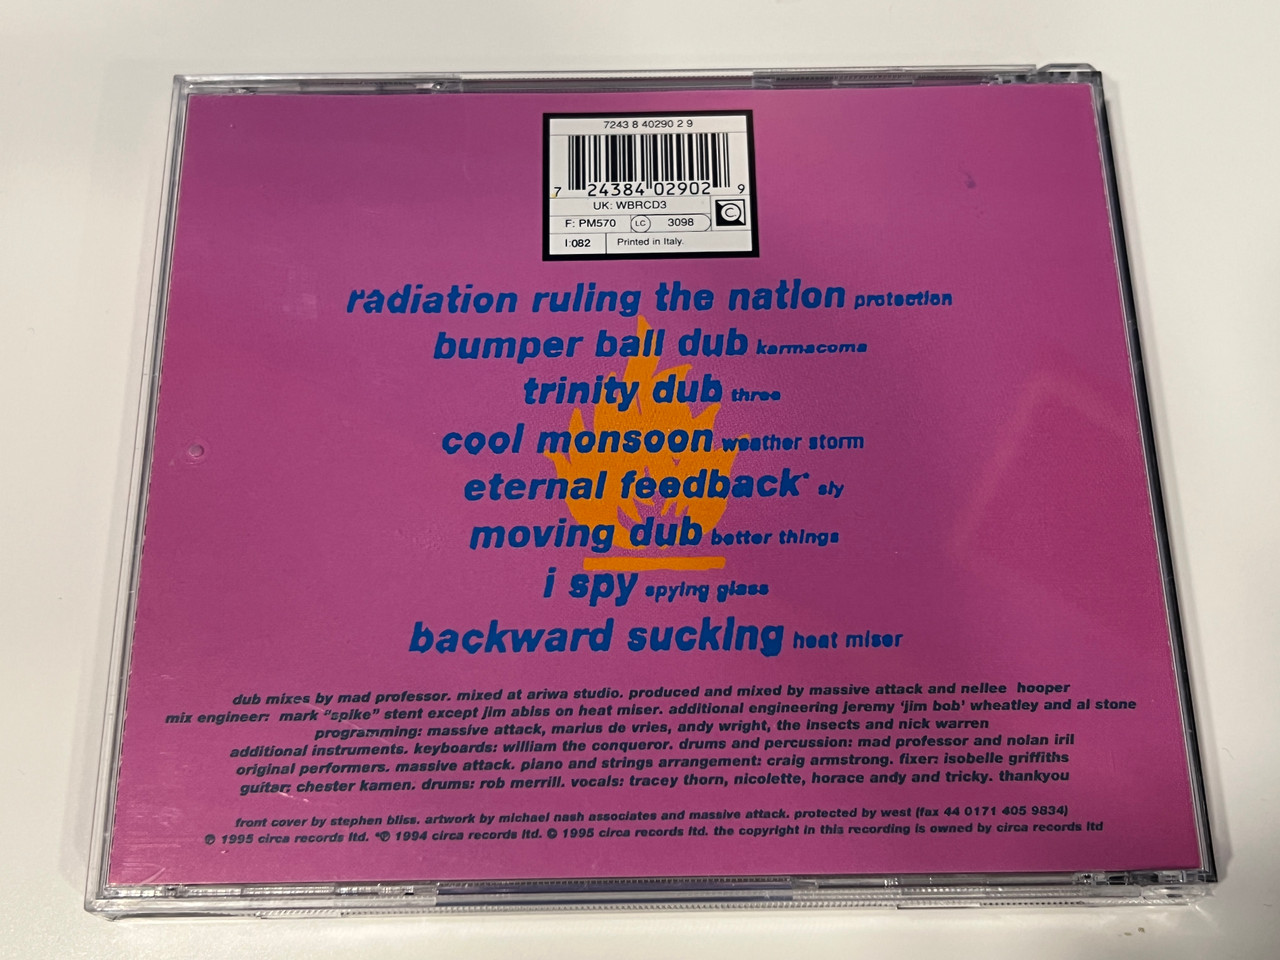 7243 8 40290 2 9
7 24384 02902 9
UK: WBRCD3
F: PM570 LC 3098
I:082 Printed in Italy.
radiation ruling the nation protection
bumper ball dub karmacoma
trinity dub three
cool monsoon weather storm
eternal feedback* sly
moving dub better things
i spy spying glass
backward sucking heat miser
dub mixes by mad professor. mixed at ariwa studio. produced and mixed by massive attack and nellee hooper
mix engineer: mark "spike" stent except jim abiss on heat miser. additional engineering jeremy 'jim bob' wheatley and al stone
programming: massive attack, marius de vries, andy wright, the insects and nick warren
additional instruments. keyboards: william the conqueror. drums and percussion: mad professor and nolan iril
original performers. massive attack. piano and strings arrangement: craig armstrong. fixer: isobelle griffiths
guitar: chester kamen. drums: rob merrill. vocals: tracey thorn, nicolette, horace andy and tricky. thankyou
front cover by stephen bliss. artwork by michael nash associates and massive attack. protected by west (fax 44 0171 405 9834)
℗ 1995 circa records ltd. *℗ 1994 circa records ltd. © 1995 circa records ltd. the copyright in this recording is owned by circa records ltd